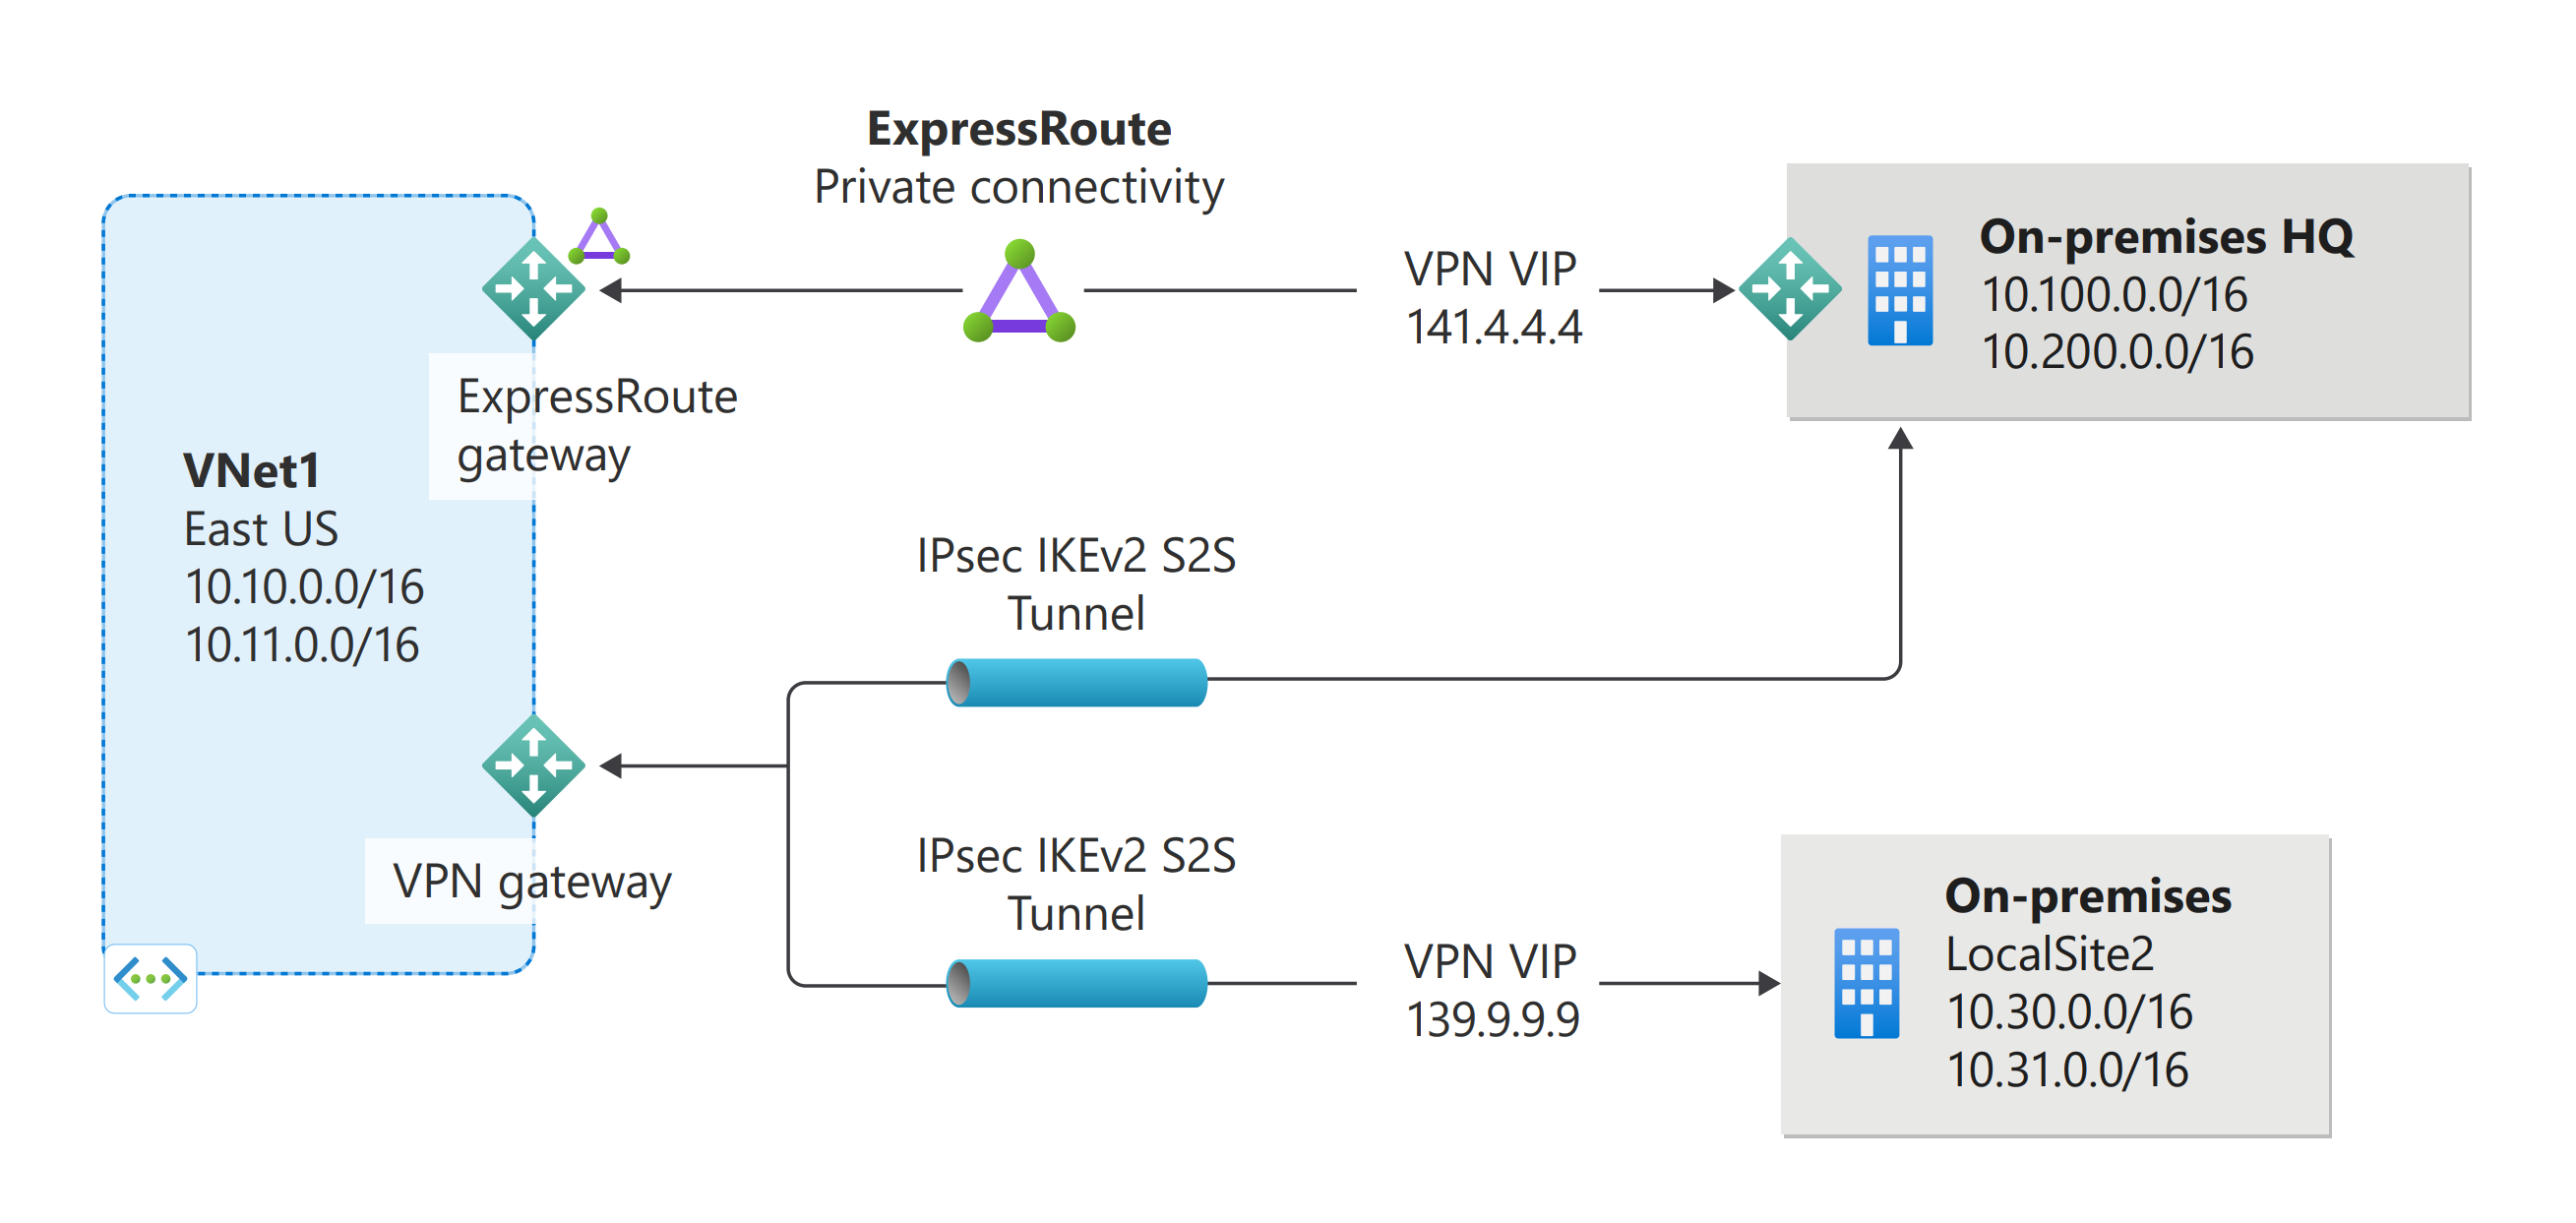 ExpressRoute
Private connectivity
VPN VIP
141.4.4.4
On-premises HQ
10.100.0.0/16
10.200.0.0/16
ExpressRoute
gateway
VNet1
East US
10.10.0.0/16
10.11.0.0/16
IPsec IKEv2 S2S
Tunnel
VPN gateway
IPsec IKEv2 S2S
Tunnel
VPN VIP
139.9.9.9
On-premises
LocalSite2
10.30.0.0/16
10.31.0.0/16